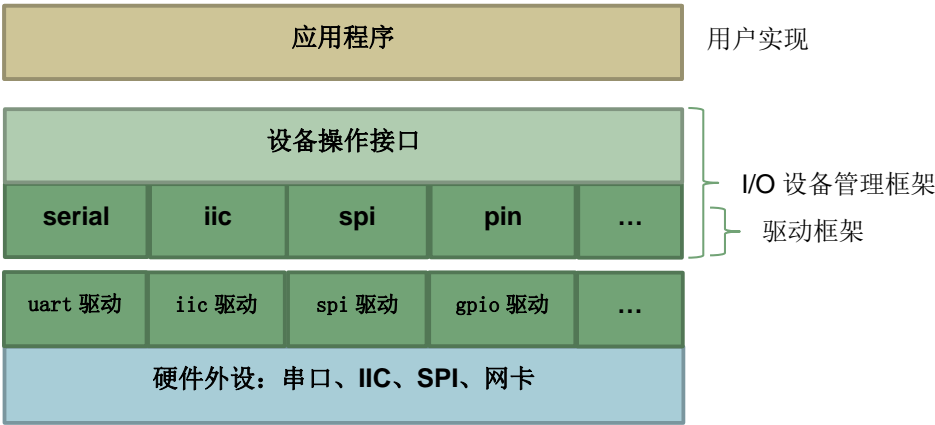 应用程序
用户实现
设备操作接口
I/O 设备管理框架
serial
iic
spi
pin
...
驱动框架
uart 驱动
iic 驱动
spi 驱动
gpio 驱动
...
硬件外设：串口、IIC、SPI、网卡